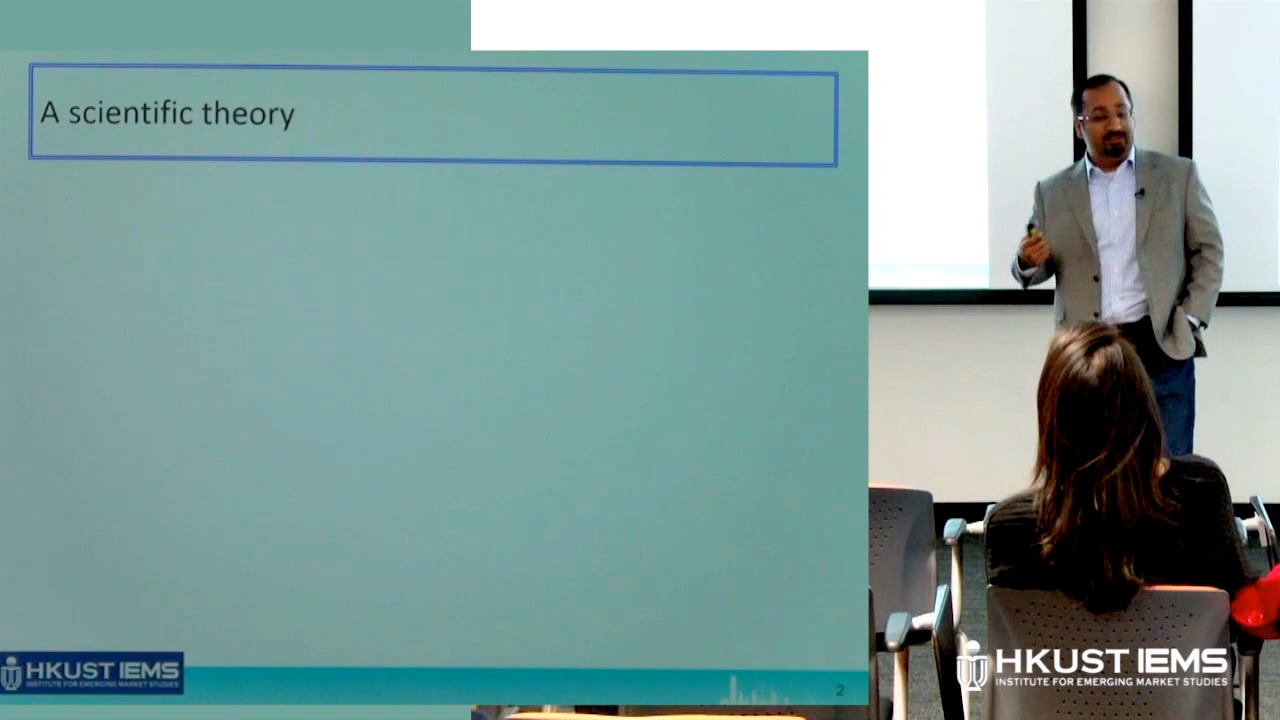 A scientific theory
HKUST IEMS
INSTITUTE FOR EMERGING MARKET STUDIES
2
HKUST IEMS
INSTITUTE FOR EMERGING MARKET STUDIES